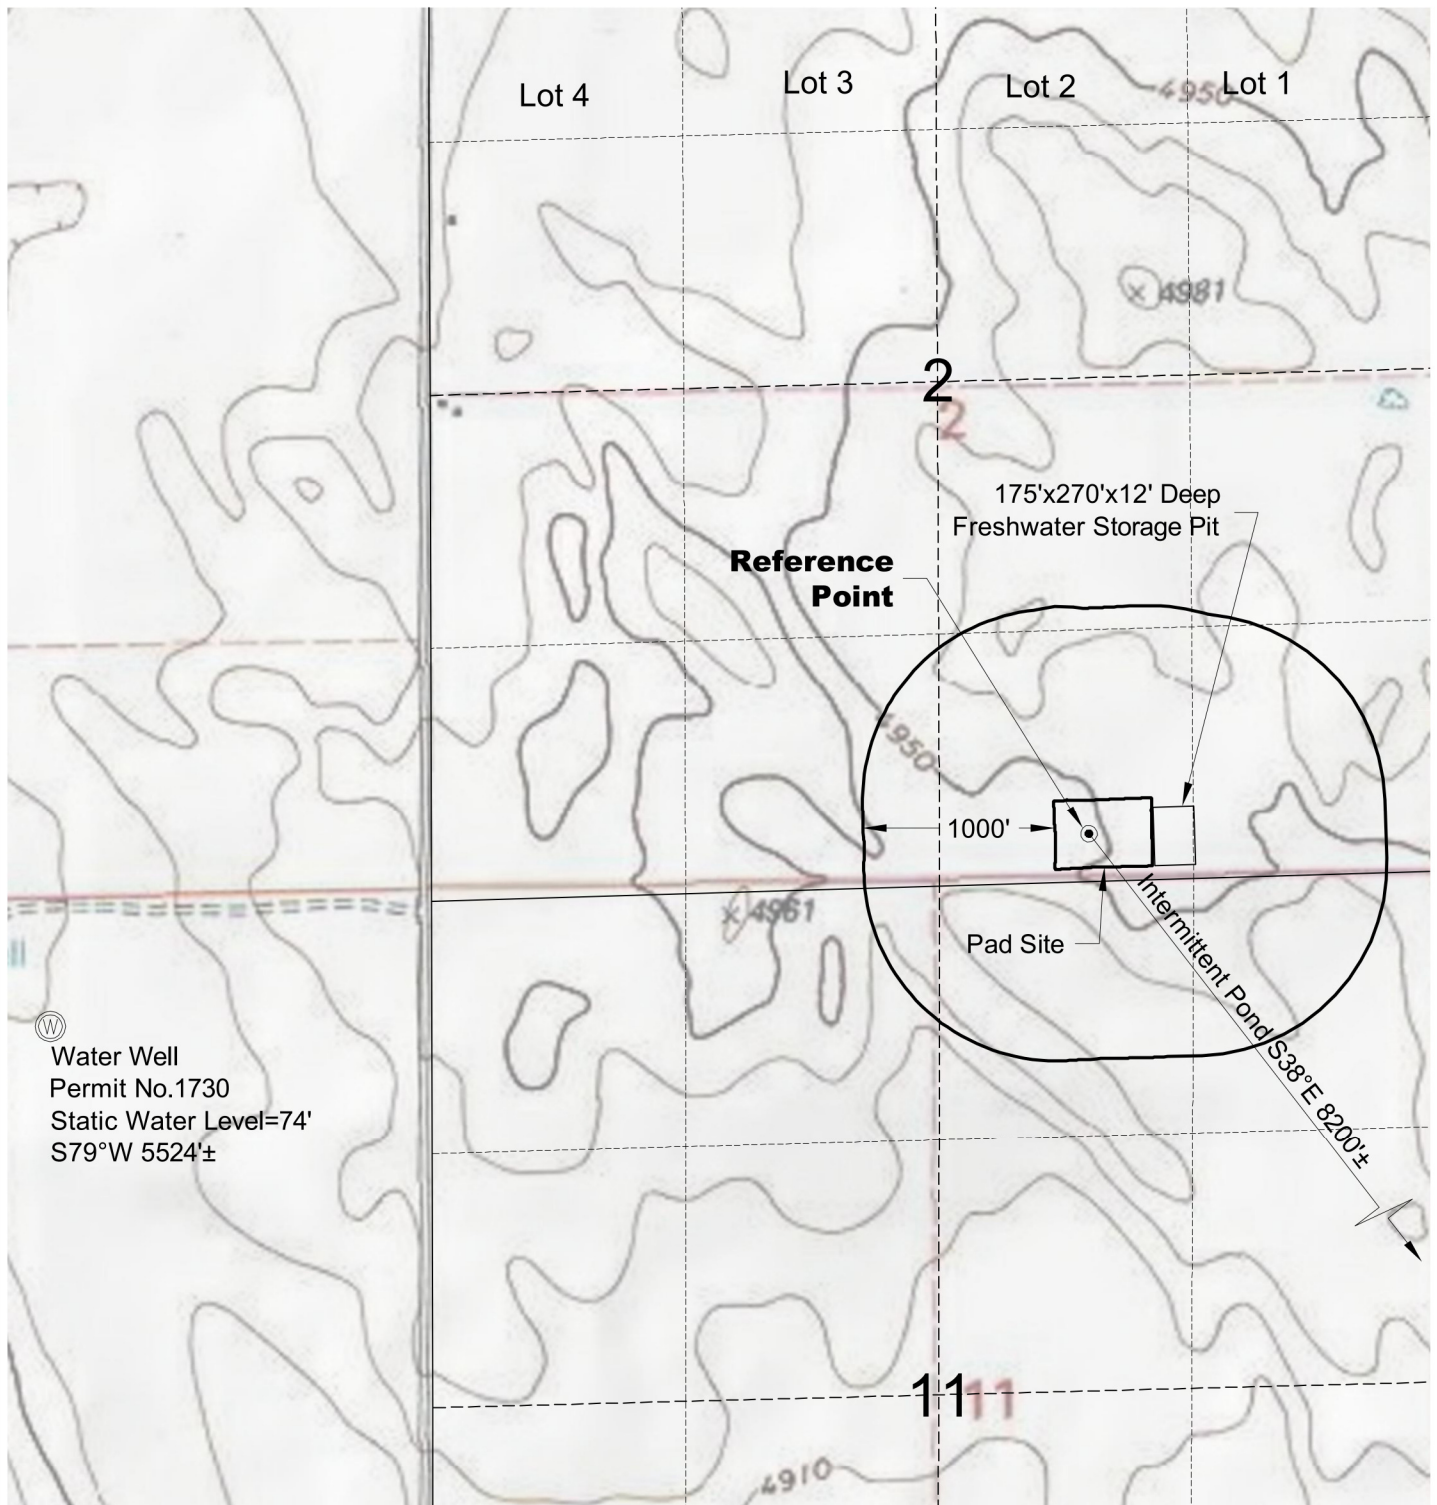 Lot 4
Lot 3
Lot 2
Lot 1
4950
×4981
2
2
175'x270'x12' Deep
Freshwater Storage Pit
Reference
Point
4950
1000'
×4961
Pad Site
Intermittent Pond S38°E 8200'±
W
Water Well
Permit No.1730
Static Water Level=74'
S79°W 5524'±
11
11
4910